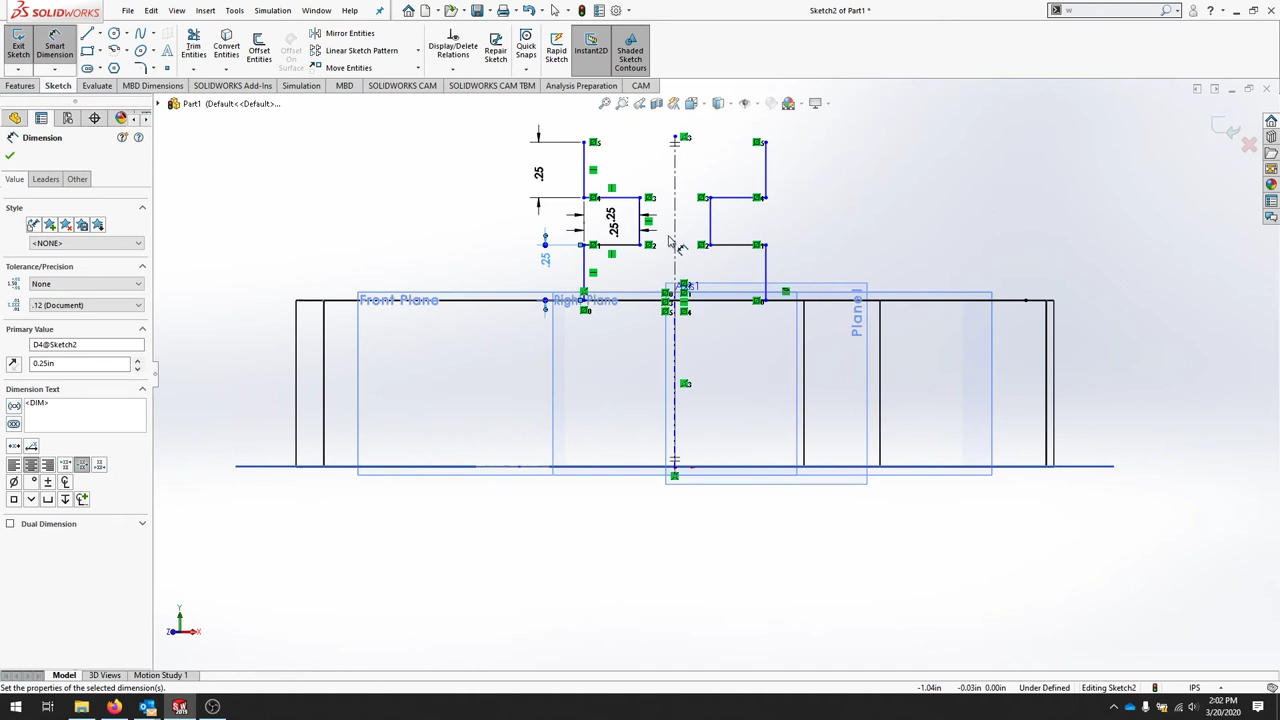 SOLIDWORKS File Edit View Insert Tools Simulation Window Help Sketch2 of Part1 * w
Exit Sketch Smart Dimension Trim Entities Convert Entities Offset Entities Offset On Surface Mirror Entities Linear Sketch Pattern Move Entities Display/Delete Relations Repair Sketch Quick Snaps Rapid Sketch Instant2D Shaded Sketch Contours
Features Sketch Evaluate MBD Dimensions SOLIDWORKS Add-Ins Simulation MBD SOLIDWORKS CAM SOLIDWORKS CAM TBM Analysis Preparation CAM
Part1 (Default<<Default>...
Dimension
Value Leaders Other
Style
<NONE>
Tolerance/Precision
None
.12 (Document)
Primary Value
D4@Sketch2
0.25in
Dimension Text
<DIM>
Dual Dimension
.25
.25
.25
.25
Front Plane
Right Plane
Plane1
Y
Z
X
Model 3D Views Motion Study 1
Set the properties of the selected dimension(s). -1.04in -0.03in 0.00in Under Defined Editing Sketch2 IPS
2:02 PM
3/20/2020